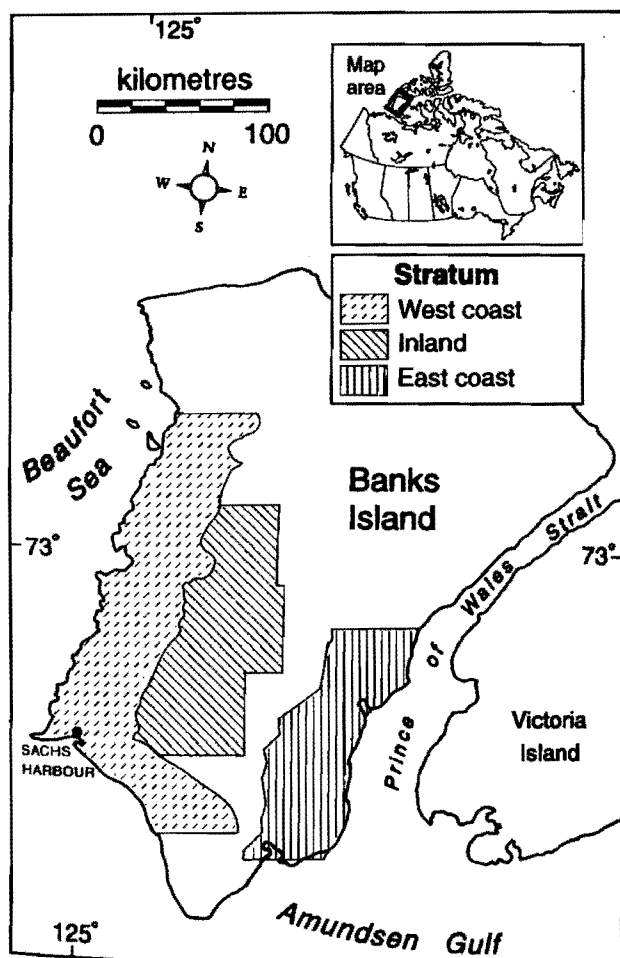 125°
kilometres
0 100
N
W E
S
Map
area
Stratum
West coast
Inland
East coast
Beaufort
Sea
Banks
Island
73°
73°
Prince of Wales Strait
SACHS
HARBOUR
Victoria
Island
125°
Amundsen Gulf